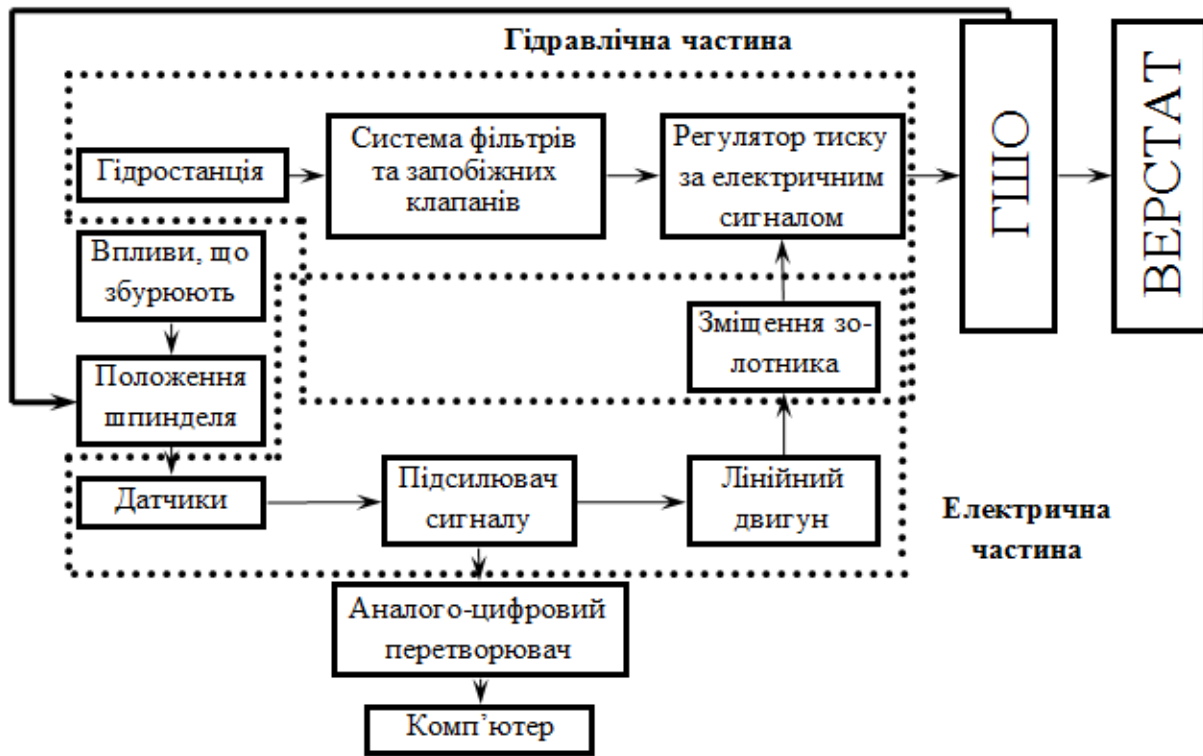 Гідравлічна частина
Гідростанція
Система фільтрів
та запобіжних
клапанів
Регулятор тиску
за електричним
сигналом
ГШО
ВЕРСТАТ
Впливи, що
збурюють
Зміщення зо-
лотника
Положення
шпинделя
Датчики
Підсилювач
сигналу
Лінійний
двигун
Електрична
частина
Аналого-цифровий
перетворювач
Комп’ютер